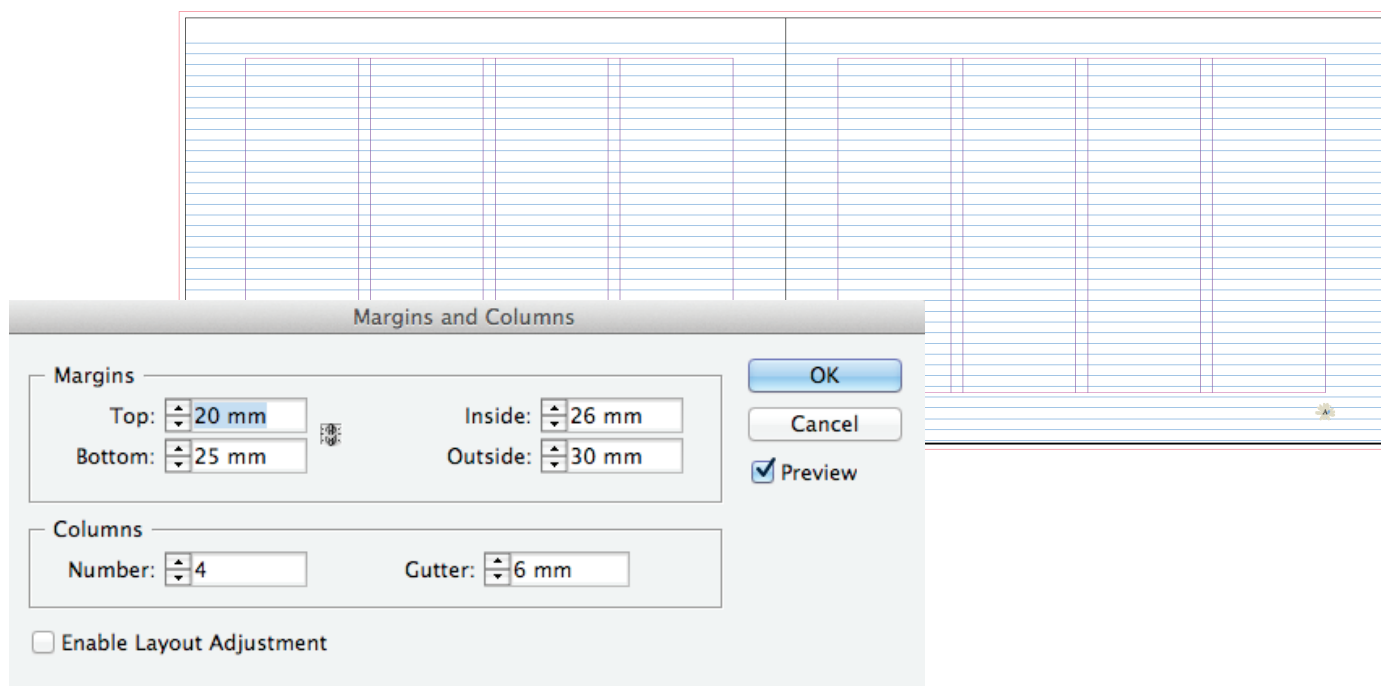 Margins and Columns
Margins
OK
Top: 20 mm
Inside: 26 mm
Cancel
Bottom: 25 mm
Outside: 30 mm
Preview
Columns
Number: 4
Gutter: 6 mm
Enable Layout Adjustment